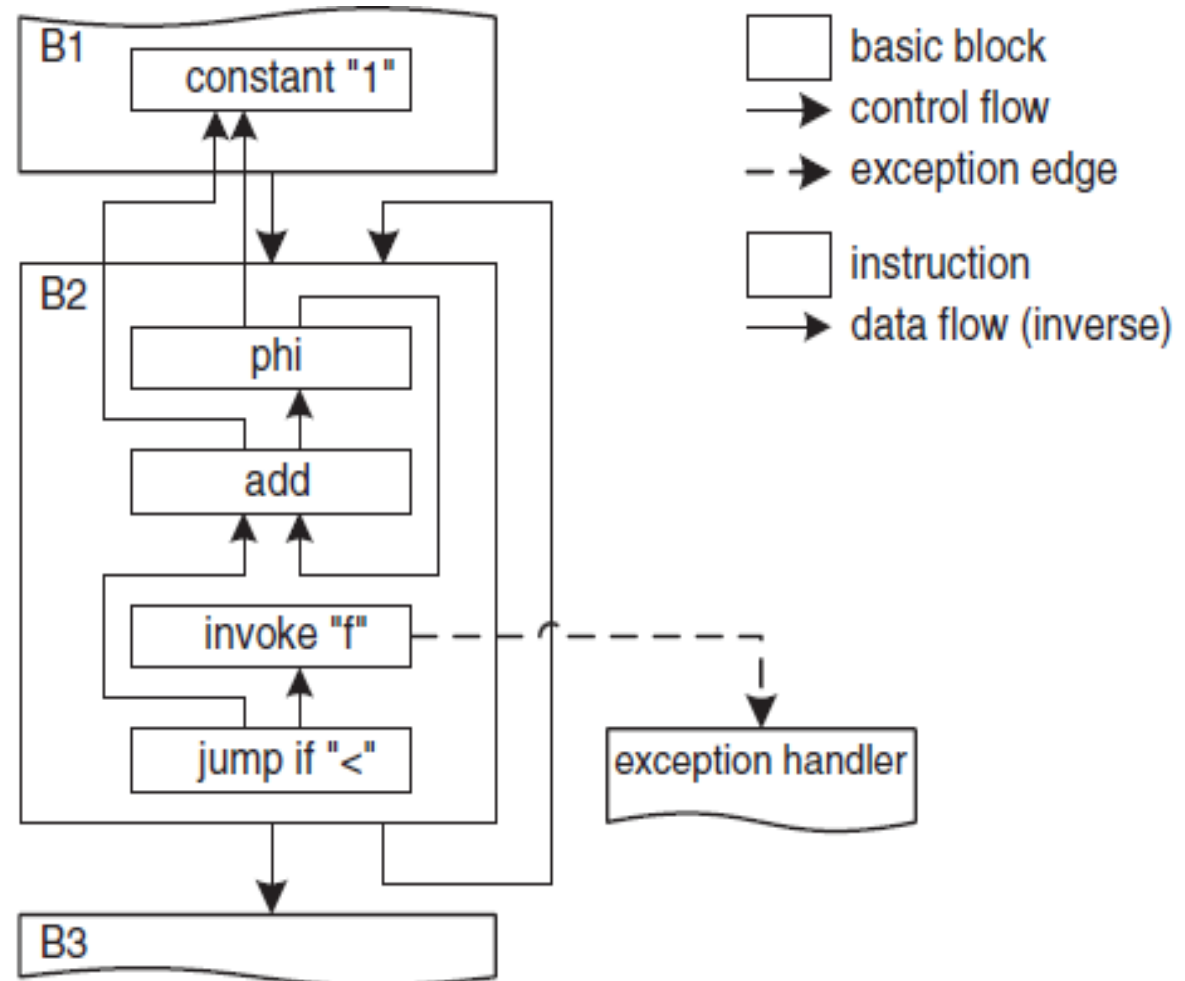 B1
constant "1"
B2
phi
add
invoke "f"
jump if "<"
B3
exception handler
basic block
control flow
exception edge
instruction
data flow (inverse)